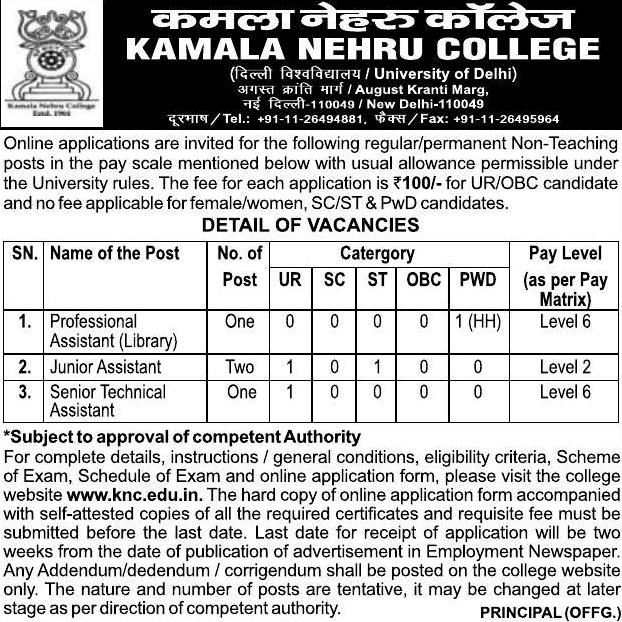 कमला नेहरु कॉलेज
KAMALA NEHRU COLLEGE
(दिल्ली विश्वविद्यालय / University of Delhi)
अगस्त क्रांति मार्ग / August Kranti Marg,
नई दिल्ली-110049 / New Delhi-110049
दूरभाष / Tel.: +91-11-26494881, फैक्स / Fax: +91-11-26495964
Kamala Nehru College
Estd. 1964
Online applications are invited for the following regular/permanent Non-Teaching
posts in the pay scale mentioned below with usual allowance permissible under
the University rules. The fee for each application is ₹100/- for UR/OBC candidate
and no fee applicable for female/women, SC/ST & PwD candidates.
DETAIL OF VACANCIES
SN. Name of the Post No. of Post Catergory Pay Level (as per Pay Matrix)
UR SC ST OBC PWD
1. Professional Assistant (Library) One 0 0 0 0 1 (HH) Level 6
2. Junior Assistant Two 1 0 1 0 0 Level 2
3. Senior Technical Assistant One 1 0 0 0 0 Level 6
*Subject to approval of competent Authority
For complete details, instructions / general conditions, eligibility criteria, Scheme
of Exam, Schedule of Exam and online application form, please visit the college
website www.knc.edu.in. The hard copy of online application form accompanied
with self-attested copies of all the required certificates and requisite fee must be
submitted before the last date. Last date for receipt of application will be two
weeks from the date of publication of advertisement in Employment Newspaper.
Any Addendum/dedendum / corrigendum shall be posted on the college website
only. The nature and number of posts are tentative, it may be changed at later
stage as per direction of competent authority.
PRINCIPAL (OFFG.)